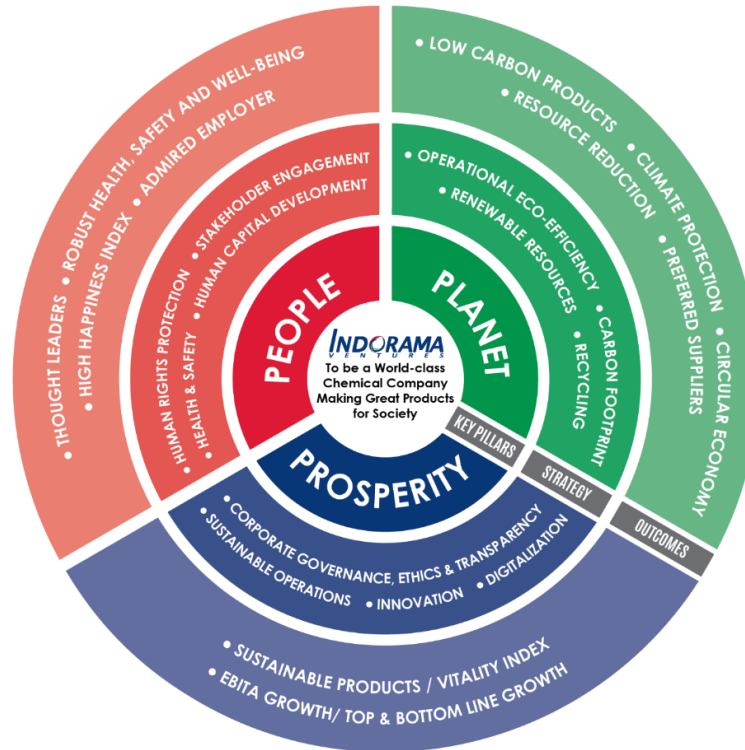 INDORAMA
VENTURES
To be a World-class
Chemical Company
Making Great Products
for Society
PEOPLE
• STAKEHOLDER ENGAGEMENT
• HUMAN CAPITAL DEVELOPMENT
• HUMAN RIGHTS PROTECTION
• HEALTH & SAFETY
• ROBUST HEALTH, SAFETY AND WELL-BEING
• ADMIRED EMPLOYER
• THOUGHT LEADERS
• HIGH HAPPINESS INDEX
PLANET
• OPERATIONAL ECO-EFFICIENCY
• RENEWABLE RESOURCES
• CARBON FOOTPRINT
• RECYCLING
• LOW CARBON PRODUCTS
• RESOURCE REDUCTION
• CLIMATE PROTECTION
• PREFERRED SUPPLIERS
• CIRCULAR ECONOMY
PROSPERITY
• CORPORATE GOVERNANCE, ETHICS & TRANSPARENCY
• SUSTAINABLE OPERATIONS
• INNOVATION
• DIGITALIZATION
• SUSTAINABLE PRODUCTS / VITALITY INDEX
• EBITA GROWTH/ TOP & BOTTOM LINE GROWTH
KEY PILLARS
STRATEGY
OUTCOMES